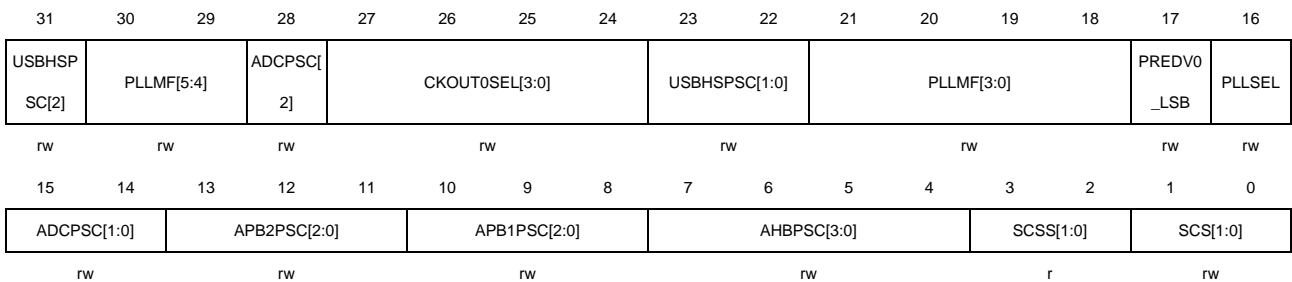 31 30 29 28 27 26 25 24 23 22 21 20 19 18 17 16
USBHSP
SC[2]
PLLMF[5:4]
ADCPSC[
2]
CKOUT0SEL[3:0]
USBHSPSC[1:0]
PLLMF[3:0]
PREDV0
_LSB
PLLSEL
rw rw rw rw rw rw rw rw
15 14 13 12 11 10 9 8 7 6 5 4 3 2 1 0
ADCPSC[1:0] APB2PSC[2:0] APB1PSC[2:0] AHBPSC[3:0] SCSS[1:0] SCS[1:0]
rw rw rw rw r rw